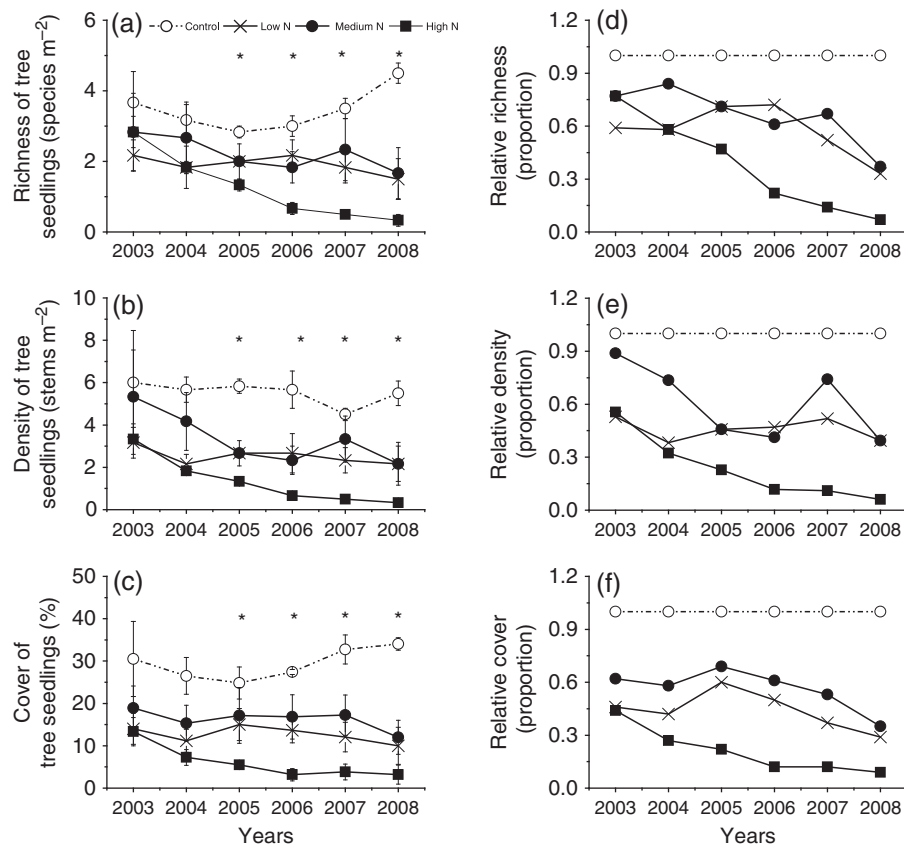 (a)
Control Low N Medium N High N
* * * *
Richness of tree
seedlings (species m⁻²)
6
4
2
0
2003 2004 2005 2006 2007 2008
(d)
Relative richness
(proportion)
1.2
0.9
0.6
0.3
0.0
2003 2004 2005 2006 2007 2008
(b)
* * * *
Density of tree
seedlings (stems m⁻²)
10
8
6
4
2
0
2003 2004 2005 2006 2007 2008
(e)
Relative density
(proportion)
1.2
0.9
0.6
0.3
0.0
2003 2004 2005 2006 2007 2008
(c)
* * * *
Cover of
tree seedlings (%)
50
40
30
20
10
0
2003 2004 2005 2006 2007 2008
Years
(f)
Relative cover
(proportion)
1.2
0.9
0.6
0.3
0.0
2003 2004 2005 2006 2007 2008
Years